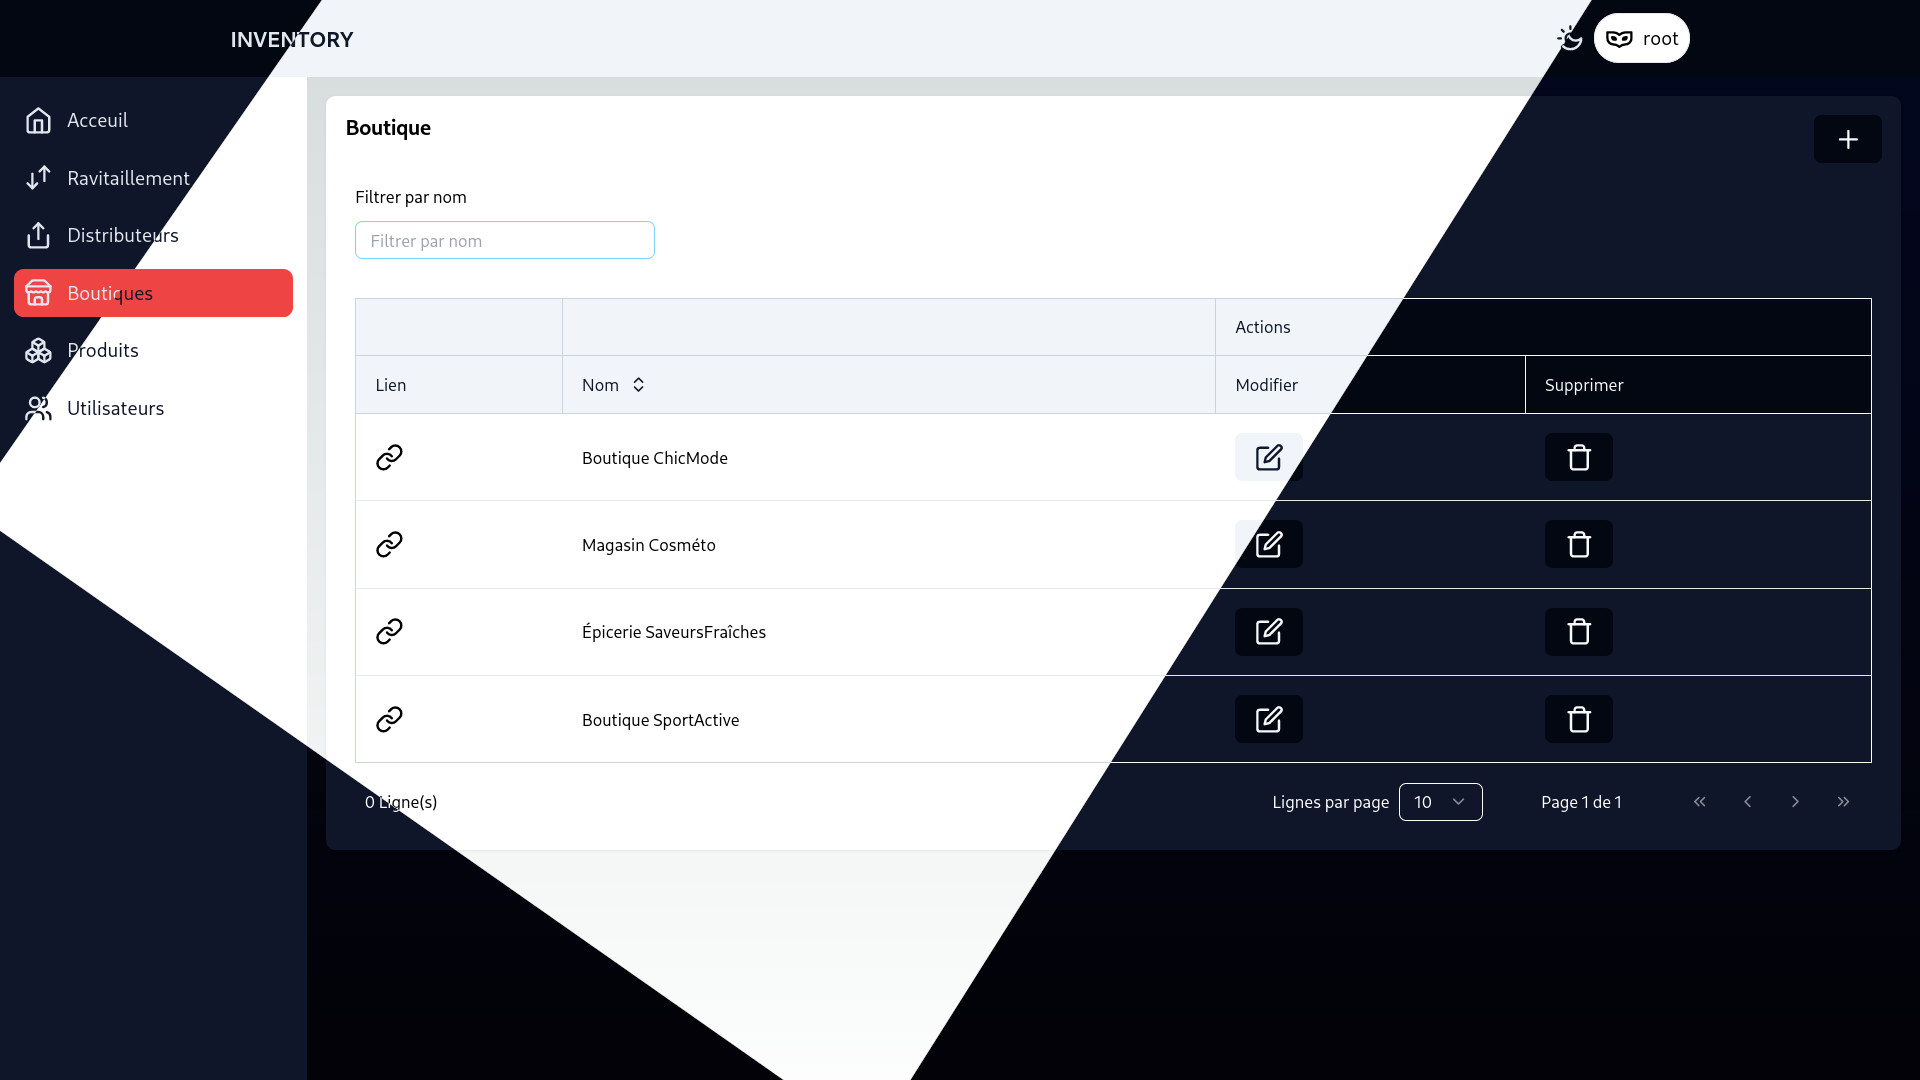 INVENTORY
root
Acceuil
Ravitaillement
Distributeurs
Boutiques
Produits
Utilisateurs
Boutique
Filtrer par nom
Filtrer par nom
Actions
Lien Nom Modifier Supprimer
Boutique ChicMode
Magasin Cosméto
Épicerie SaveursFraîches
Boutique SportActive
0 Ligne(s) Lignes par page 10 Page 1 de 1